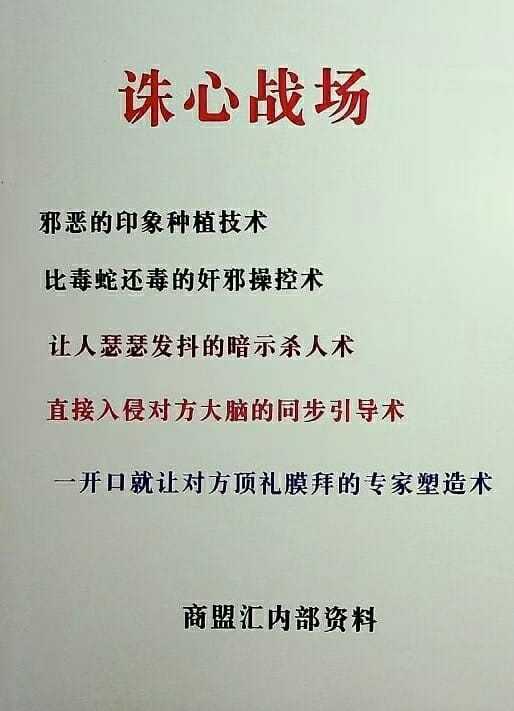 诛心战场
邪恶的印象种植技术
比毒蛇还毒的奸邪操控术
让人瑟瑟发抖的暗示杀人术
直接入侵对方大脑的同步引导术
一开口就让对方顶礼膜拜的专家塑造术
商盟汇内部资料